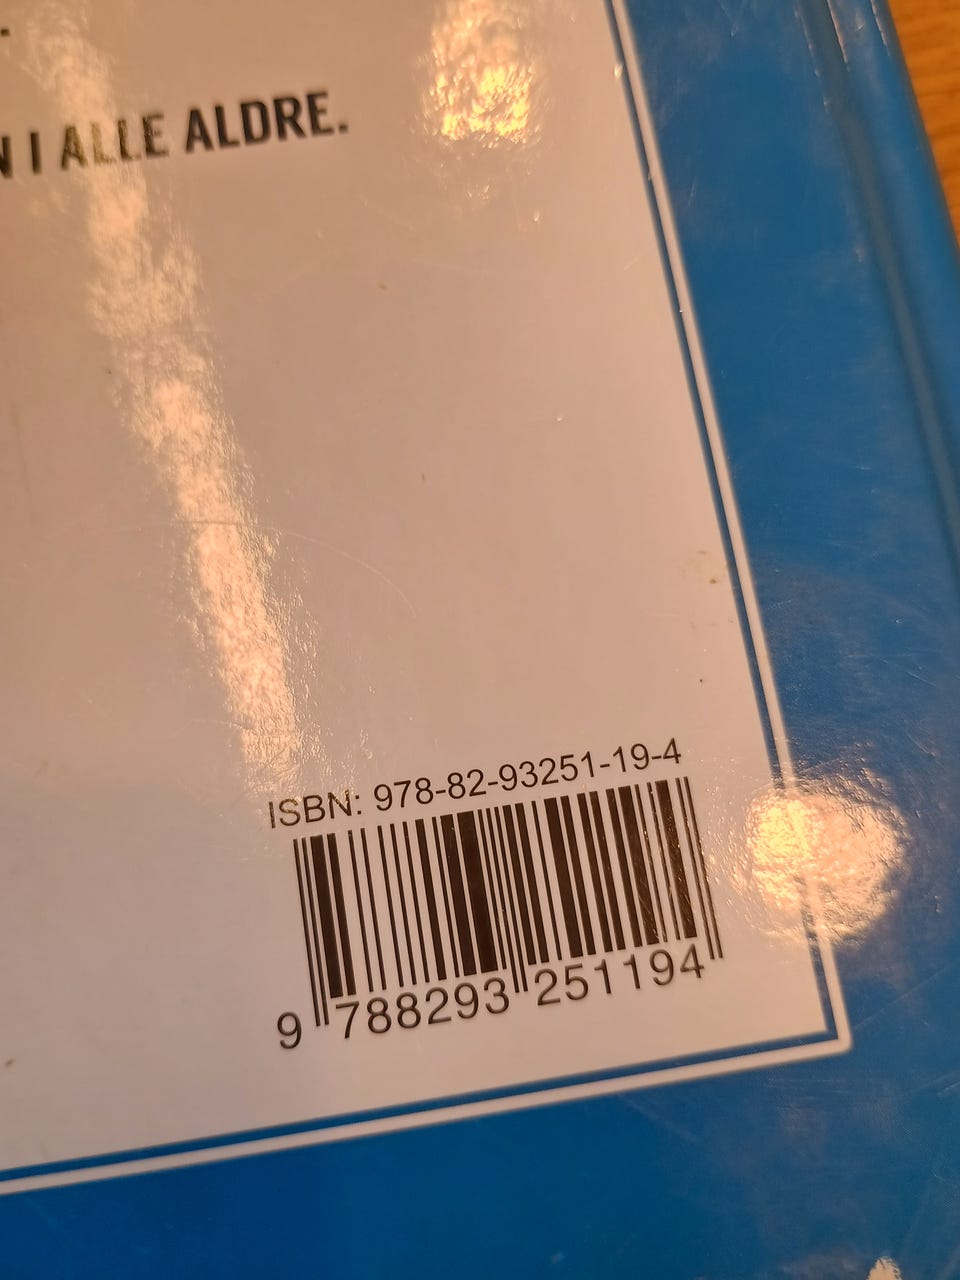 N I ALLE ALDRE.
ISBN: 978-82-93251-19-4
9 788293 251194